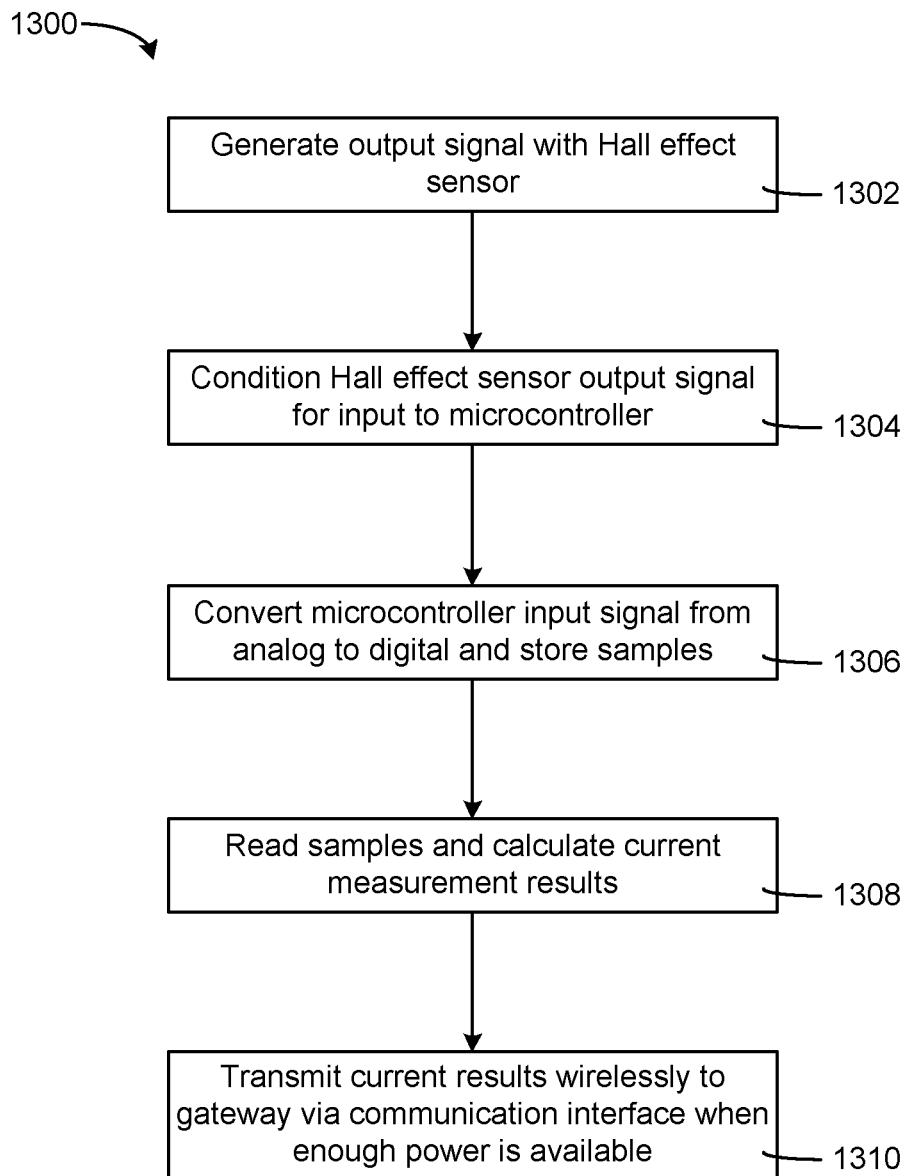 1300
Generate output signal with Hall effect
sensor
1302
Condition Hall effect sensor output signal
for input to microcontroller
1304
Convert microcontroller input signal from
analog to digital and store samples
1306
Read samples and calculate current
measurement results
1308
Transmit current results wirelessly to
gateway via communication interface when
enough power is available
1310